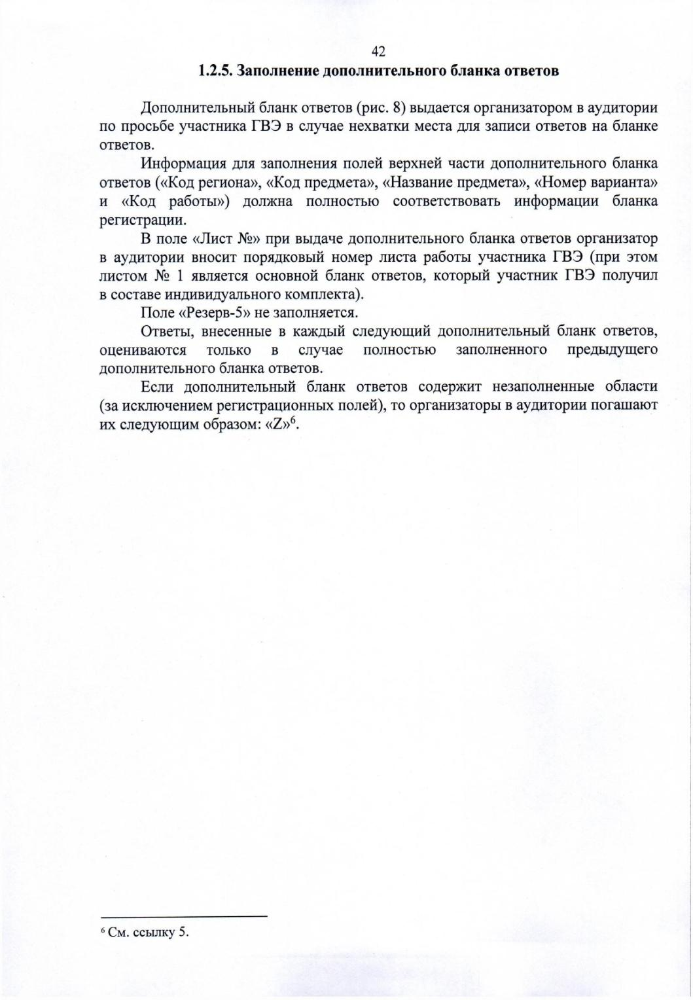 42
1.2.5. Заполнение дополнительного бланка ответов
Дополнительный бланк ответов (рис. 8) выдается организатором в аудитории
по просьбе участника ГВЭ в случае нехватки места для записи ответов на бланке
ответов.
Информация для заполнения полей верхней части дополнительного бланка
ответов («Код региона», «Код предмета», «Название предмета», «Номер варианта»
и «Код работы») должна полностью соответствовать информации бланка
регистрации.
В поле «Лист №» при выдаче дополнительного бланка ответов организатор
в аудитории вносит порядковый номер листа работы участника ГВЭ (при этом
листом № 1 является основной бланк ответов, который участник ГВЭ получил
в составе индивидуального комплекта).
Поле «Резерв-5» не заполняется.
Ответы, внесенные в каждый следующий дополнительный бланк ответов,
оцениваются только в случае полностью заполненного предыдущего
дополнительного бланка ответов.
Если дополнительный бланк ответов содержит незаполненные области
(за исключением регистрационных полей), то организаторы в аудитории погашают
их следующим образом: «Z»⁶.
⁶ См. ссылку 5.